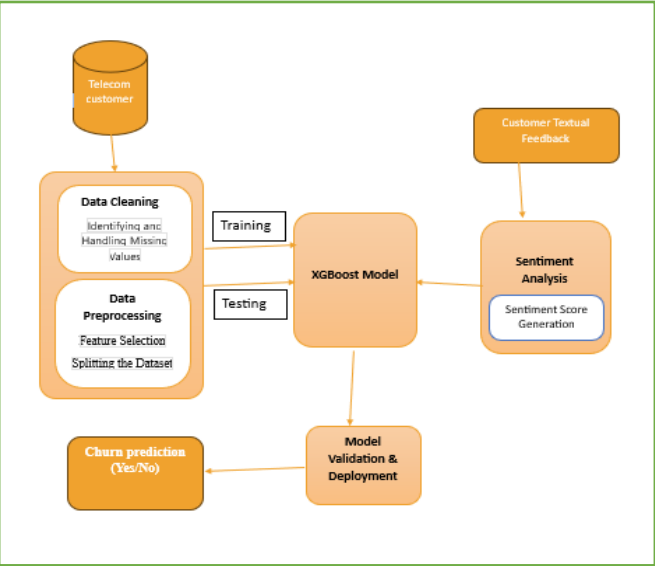 Telecom
customer
Customer Textual
Feedback
Data Cleaning
Identifying and
Handling Missing
Values
Data
Preprocessing
Feature Selection
Splitting the Dataset
Training
Testing
XGBoost Model
Sentiment
Analysis
Sentiment Score
Generation
Model
Validation &
Deployment
Churn prediction
(Yes/No)